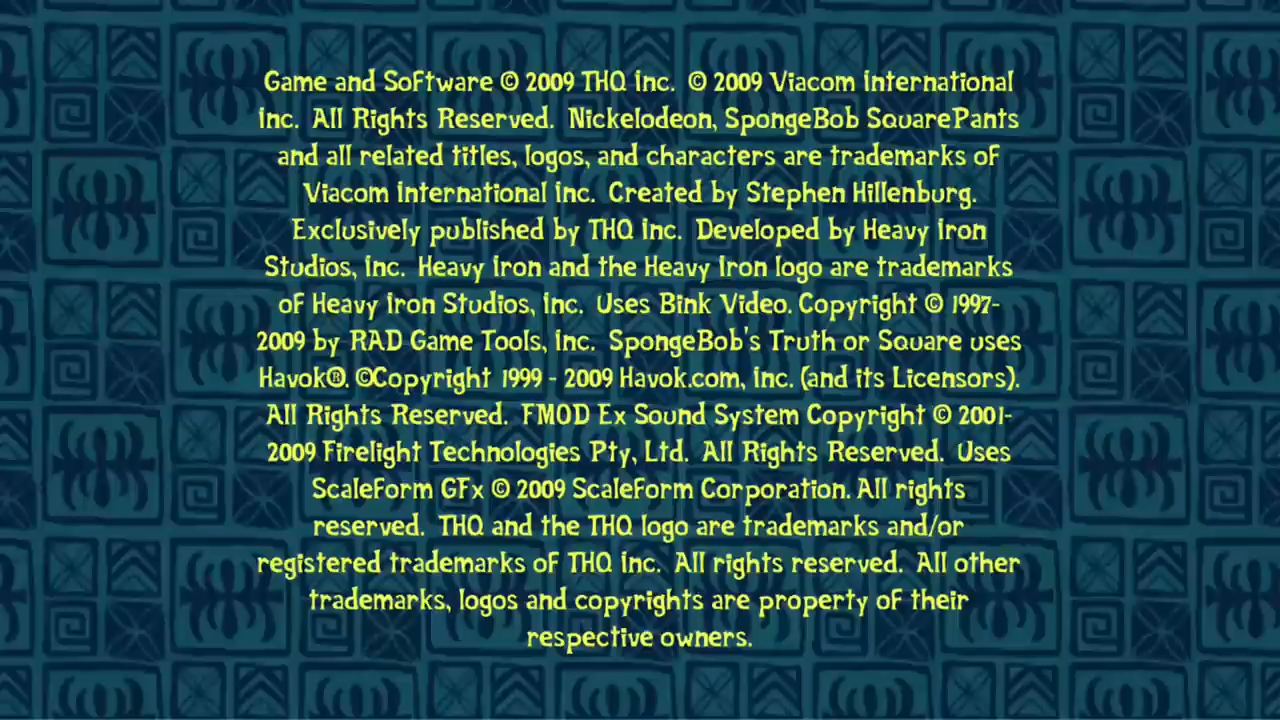 Game and Software © 2009 THQ Inc. © 2009 Viacom International
Inc. All Rights Reserved. Nickelodeon, SpongeBob SquarePants
and all related titles, logos, and characters are trademarks of
Viacom International Inc. Created by Stephen Hillenburg.
Exclusively published by THQ Inc. Developed by Heavy Iron
Studios, Inc. Heavy Iron and the Heavy Iron logo are trademarks
of Heavy Iron Studios, Inc. Uses Bink Video. Copyright © 1997-
2009 by RAD Game Tools, Inc. SpongeBob's Truth or Square uses
Havok®. ©Copyright 1999 - 2009 Havok.com, Inc. (and its Licensors).
All Rights Reserved. FMOD Ex Sound System Copyright © 2001-
2009 Firelight Technologies Pty, Ltd. All Rights Reserved. Uses
Scaleform GFx © 2009 Scaleform Corporation. All rights
reserved. THQ and the THQ logo are trademarks and/or
registered trademarks of THQ Inc. All rights reserved. All other
trademarks, logos and copyrights are property of their
respective owners.